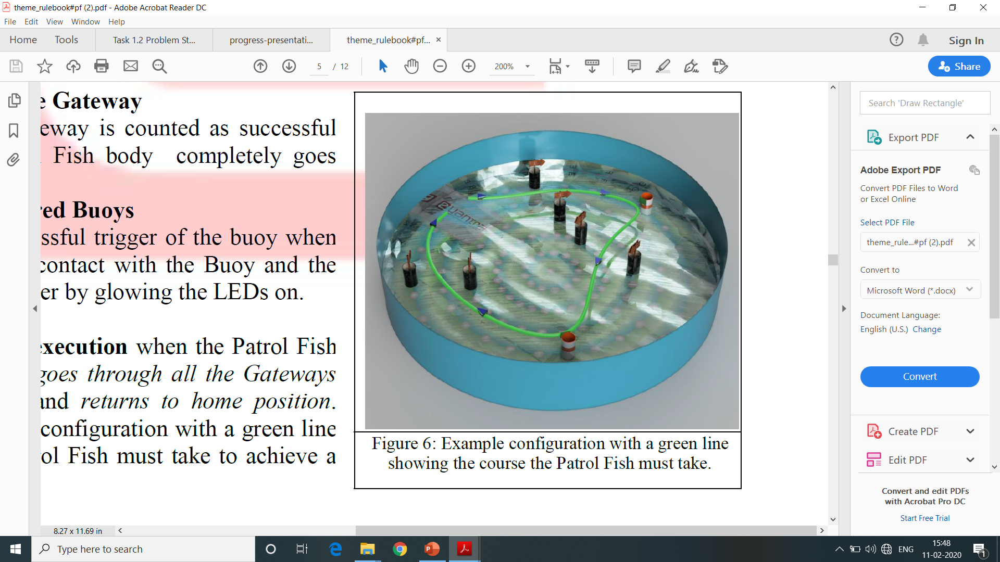 theme_rulebook#pf (2).pdf - Adobe Acrobat Reader DC
File Edit View Window Help
Home Tools Task 1.2 Problem St... progress-presentati... theme_rulebook#pf... ×
? Sign In
5 / 12 200% Share
e Gateway
eway is counted as successful
Fish body completely goes
red Buoys
ssful trigger of the buoy when
contact with the Buoy and the
er by glowing the LEDs on.
execution when the Patrol Fish
goes through all the Gateways
and returns to home position.
configuration with a green line
ol Fish must take to achieve a
eyantra
Figure 6: Example configuration with a green line
showing the course the Patrol Fish must take.
Search 'Draw Rectangle'
Export PDF
Adobe Export PDF
Convert PDF Files to Word
or Excel Online
Select PDF File
theme_rule...#pf (2).pdf
Convert to
Microsoft Word (*.docx)
Document Language:
English (U.S.) Change
Convert
Create PDF
Edit PDF
Convert and edit PDFs
with Acrobat Pro DC
Start Free Trial
8.27 x 11.69 in
Type here to search
ENG
15:48
11-02-2020
1